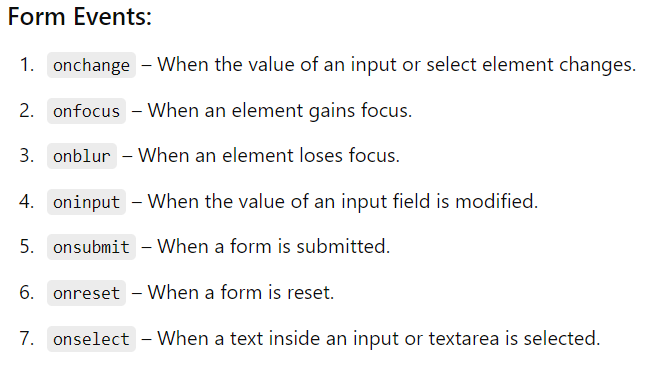 Form Events:
1. onchange – When the value of an input or select element changes.
2. onfocus – When an element gains focus.
3. onblur – When an element loses focus.
4. oninput – When the value of an input field is modified.
5. onsubmit – When a form is submitted.
6. onreset – When a form is reset.
7. onselect – When a text inside an input or textarea is selected.